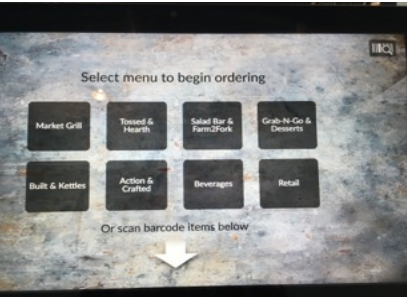 Select menu to begin ordering
Market Grill
Tossed &
Hearth
Salad Bar &
Farm2Fork
Grab-N-Go &
Desserts
Built & Kettles
Action &
Crafted
Beverages
Retail
Or scan barcode items below